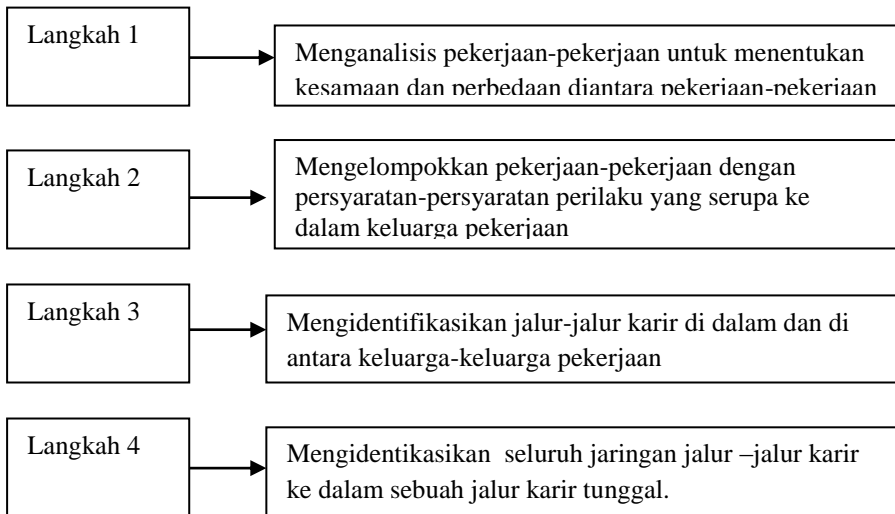 Langkah 1
Menganalisis pekerjaan-pekerjaan untuk menentukan
kesamaan dan perbedaan diantara pekerjaan-pekerjaan
Langkah 2
Mengelompokkan pekerjaan-pekerjaan dengan
persyaratan-persyaratan perilaku yang serupa ke
dalam keluarga pekerjaan
Langkah 3
Mengidentifikasikan jalur-jalur karir di dalam dan di
antara keluarga-keluarga pekerjaan
Langkah 4
Mengidentikasikan seluruh jaringan jalur –jalur karir
ke dalam sebuah jalur karir tunggal.